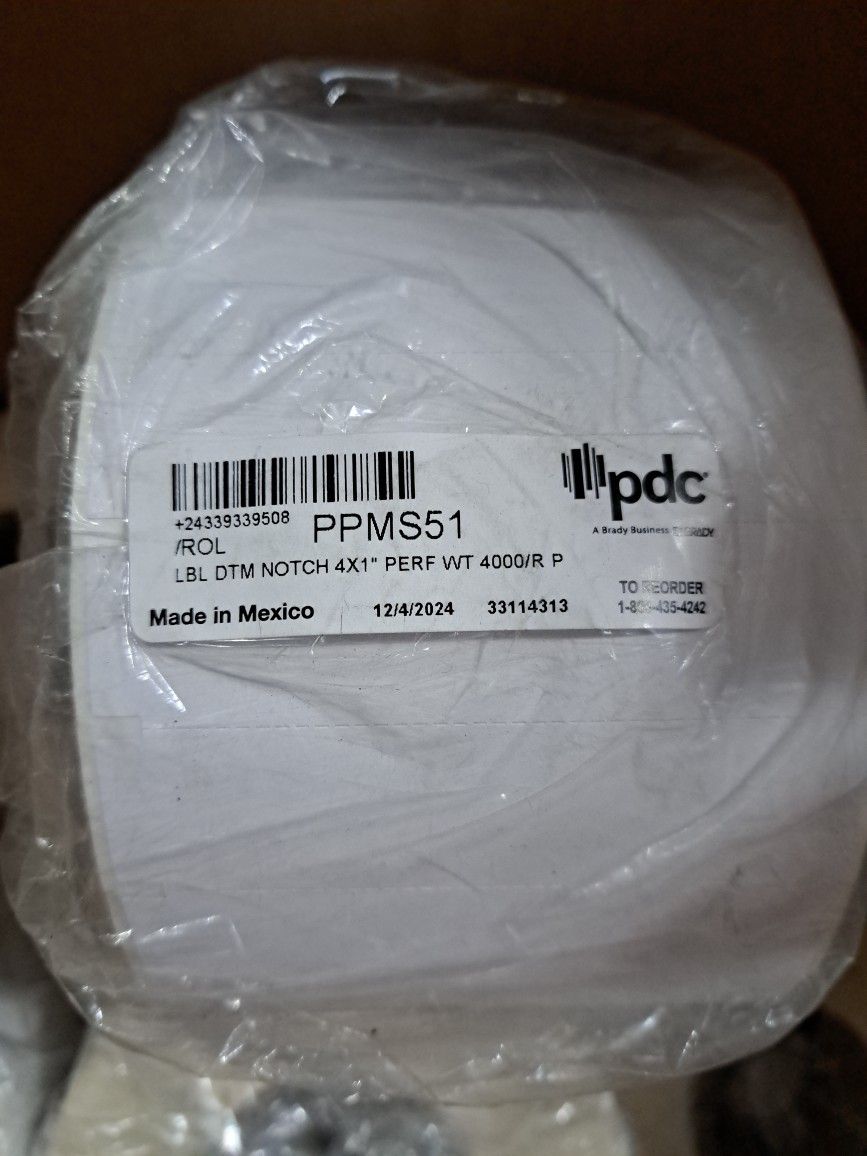 pdc
A Brady Business BRADY
+24339339508
PPMS51
/ROL
LBL DTM NOTCH 4X1" PERF WT 4000/R P
TO REORDER
Made in Mexico 12/4/2024 33114313